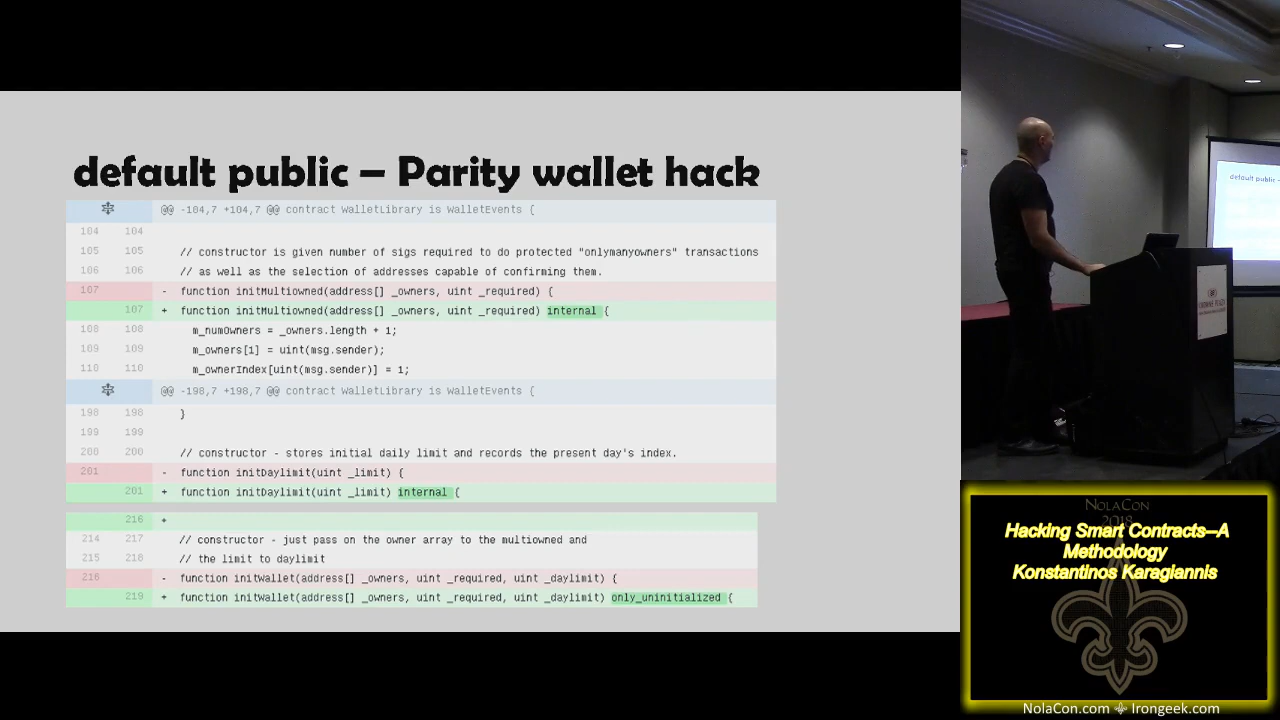 default public – Parity wallet hack
@@ -104,7 +104,7 @@ contract WalletLibrary is WalletEvents {
104 104
105 105 // constructor is given number of sigs required to do protected "onlymanyowners" transactions
106 106 // as well as the selection of addresses capable of confirming them.
107 - function initMultiowned(address[] _owners, uint _required) {
107 + function initMultiowned(address[] _owners, uint _required) internal {
108 108 m_numOwners = _owners.length + 1;
109 109 m_owners[1] = uint(msg.sender);
110 110 m_ownerIndex[uint(msg.sender)] = 1;
@@ -198,7 +198,7 @@ contract WalletLibrary is WalletEvents {
198 198 }
199 199
200 200 // constructor - stores initial daily limit and records the present day's index.
201 - function initDaylimit(uint _limit) {
201 + function initDaylimit(uint _limit) internal {
216 +
214 217 // constructor - just pass on the owner array to the multiowned and
215 218 // the limit to daylimit
216 - function initWallet(address[] _owners, uint _required, uint _daylimit) {
219 + function initWallet(address[] _owners, uint _required, uint _daylimit) only_uninitialized {
default public –
CROWNE PLAZA
NOLACON
2018
Hacking Smart Contracts–A
Methodology
Konstantinos Karagiannis
NolaCon.com Irongeek.com